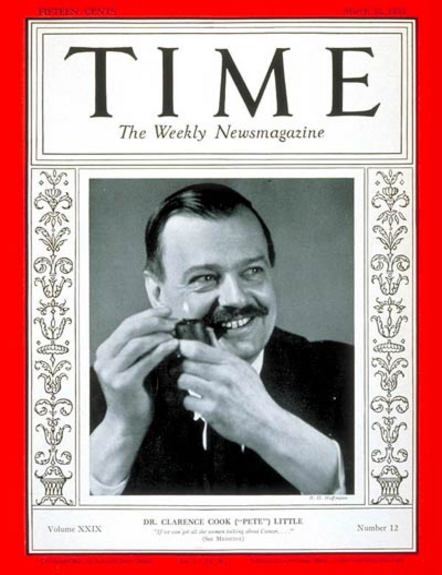 FIFTEEN CENTS
TIME
The Weekly Newsmagazine
DR. CLARENCE COOK ("PETE") LITTLE
"If we can get all the women talking about Cancer. . . ."
(See MEDICINE)
Volume XXIX
Number 12